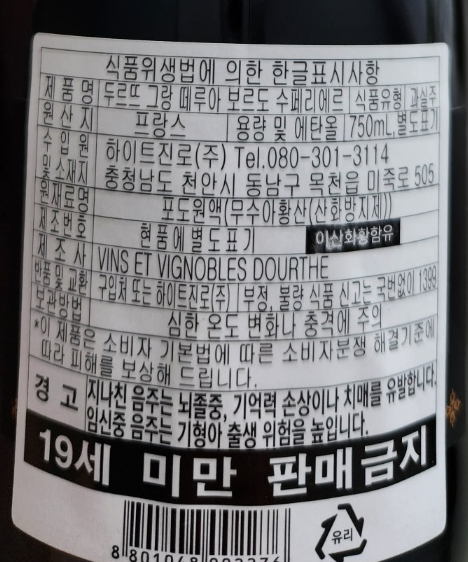 식품위생법에 의한 한글표시사항
제 품 명 두르뜨 그랑 떼루아 보르도 수페리에르 식품유형 과실주
원 산 지 프랑스 용량 및 에탄올 750mL, 별도표기
수 입 원 하이트진로(주) Tel.080-301-3114
및소재지 충청남도 천안시 동남구 목천읍 미죽로 505
원재료명 포도원액(무수아황산(산화방지제))
제조번호 현품에 별도표기 이산화황함유
제 조 사 VINS ET VIGNOBLES DOURTHE
반품 및 교환 구입처 또는 하이트진로(주) 부정, 불량 식품 신고는 국번없이 1399
보관방법 심한 온도 변화나 충격에 주의
*이 제품은 소비자 기본법에 따른 소비자분쟁 해결기준에
따라 피해를 보상해 드립니다.
경 고 지나친 음주는 뇌졸중, 기억력 손상이나 치매를 유발합니다.
임신중 음주는 기형아 출생 위험을 높입니다.
19세 미만 판매금지
유리